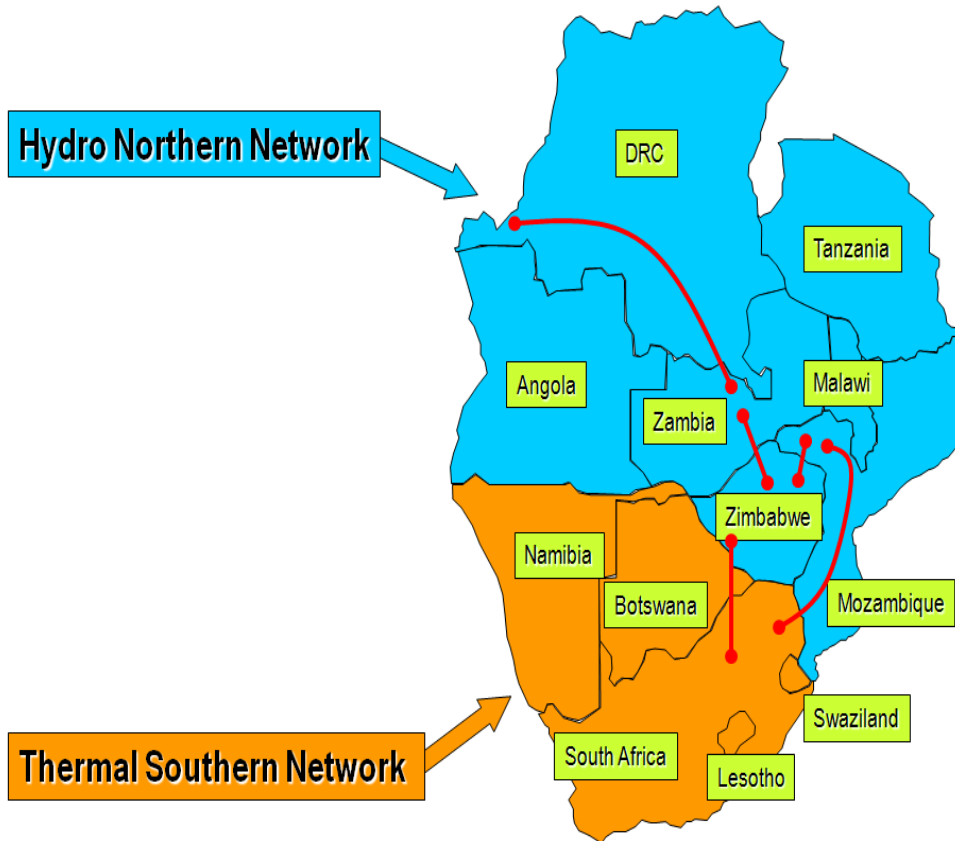 Hydro Northern Network
DRC
Tanzania
Angola
Malawi
Zambia
Zimbabwe
Namibia
Botswana
Mozambique
Swaziland
South Africa
Lesotho
Thermal Southern Network